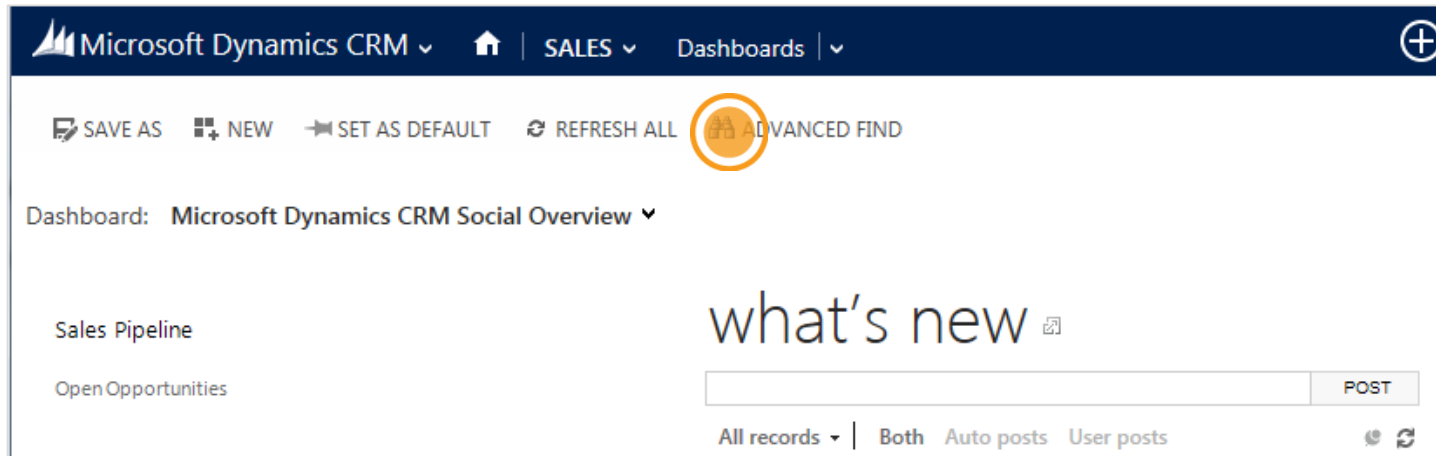 Microsoft Dynamics CRM SALES Dashboards
SAVE AS NEW SET AS DEFAULT REFRESH ALL ADVANCED FIND
Dashboard: Microsoft Dynamics CRM Social Overview
what's new
Sales Pipeline
Open Opportunities
POST
All records Both Auto posts User posts